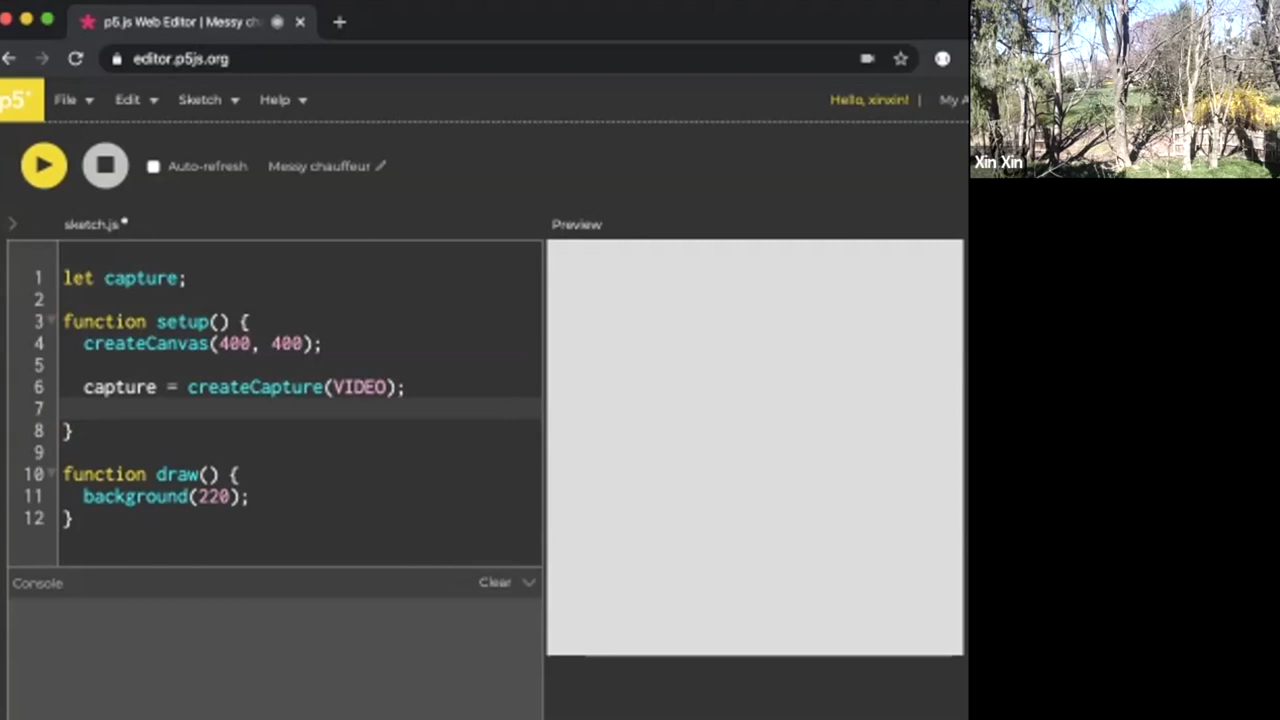 p5.js Web Editor | Messy ch
editor.p5js.org
p5*
File Edit Sketch Help Hello, xinxin! | My
Auto-refresh Messy chauffeur
sketch.js
Preview
1 let capture;
2
3 function setup() {
4 createCanvas(400, 400);
5
6 capture = createCapture(VIDEO);
7
8 }
9
10 function draw() {
11 background(220);
12 }
Console Clear
Xin Xin